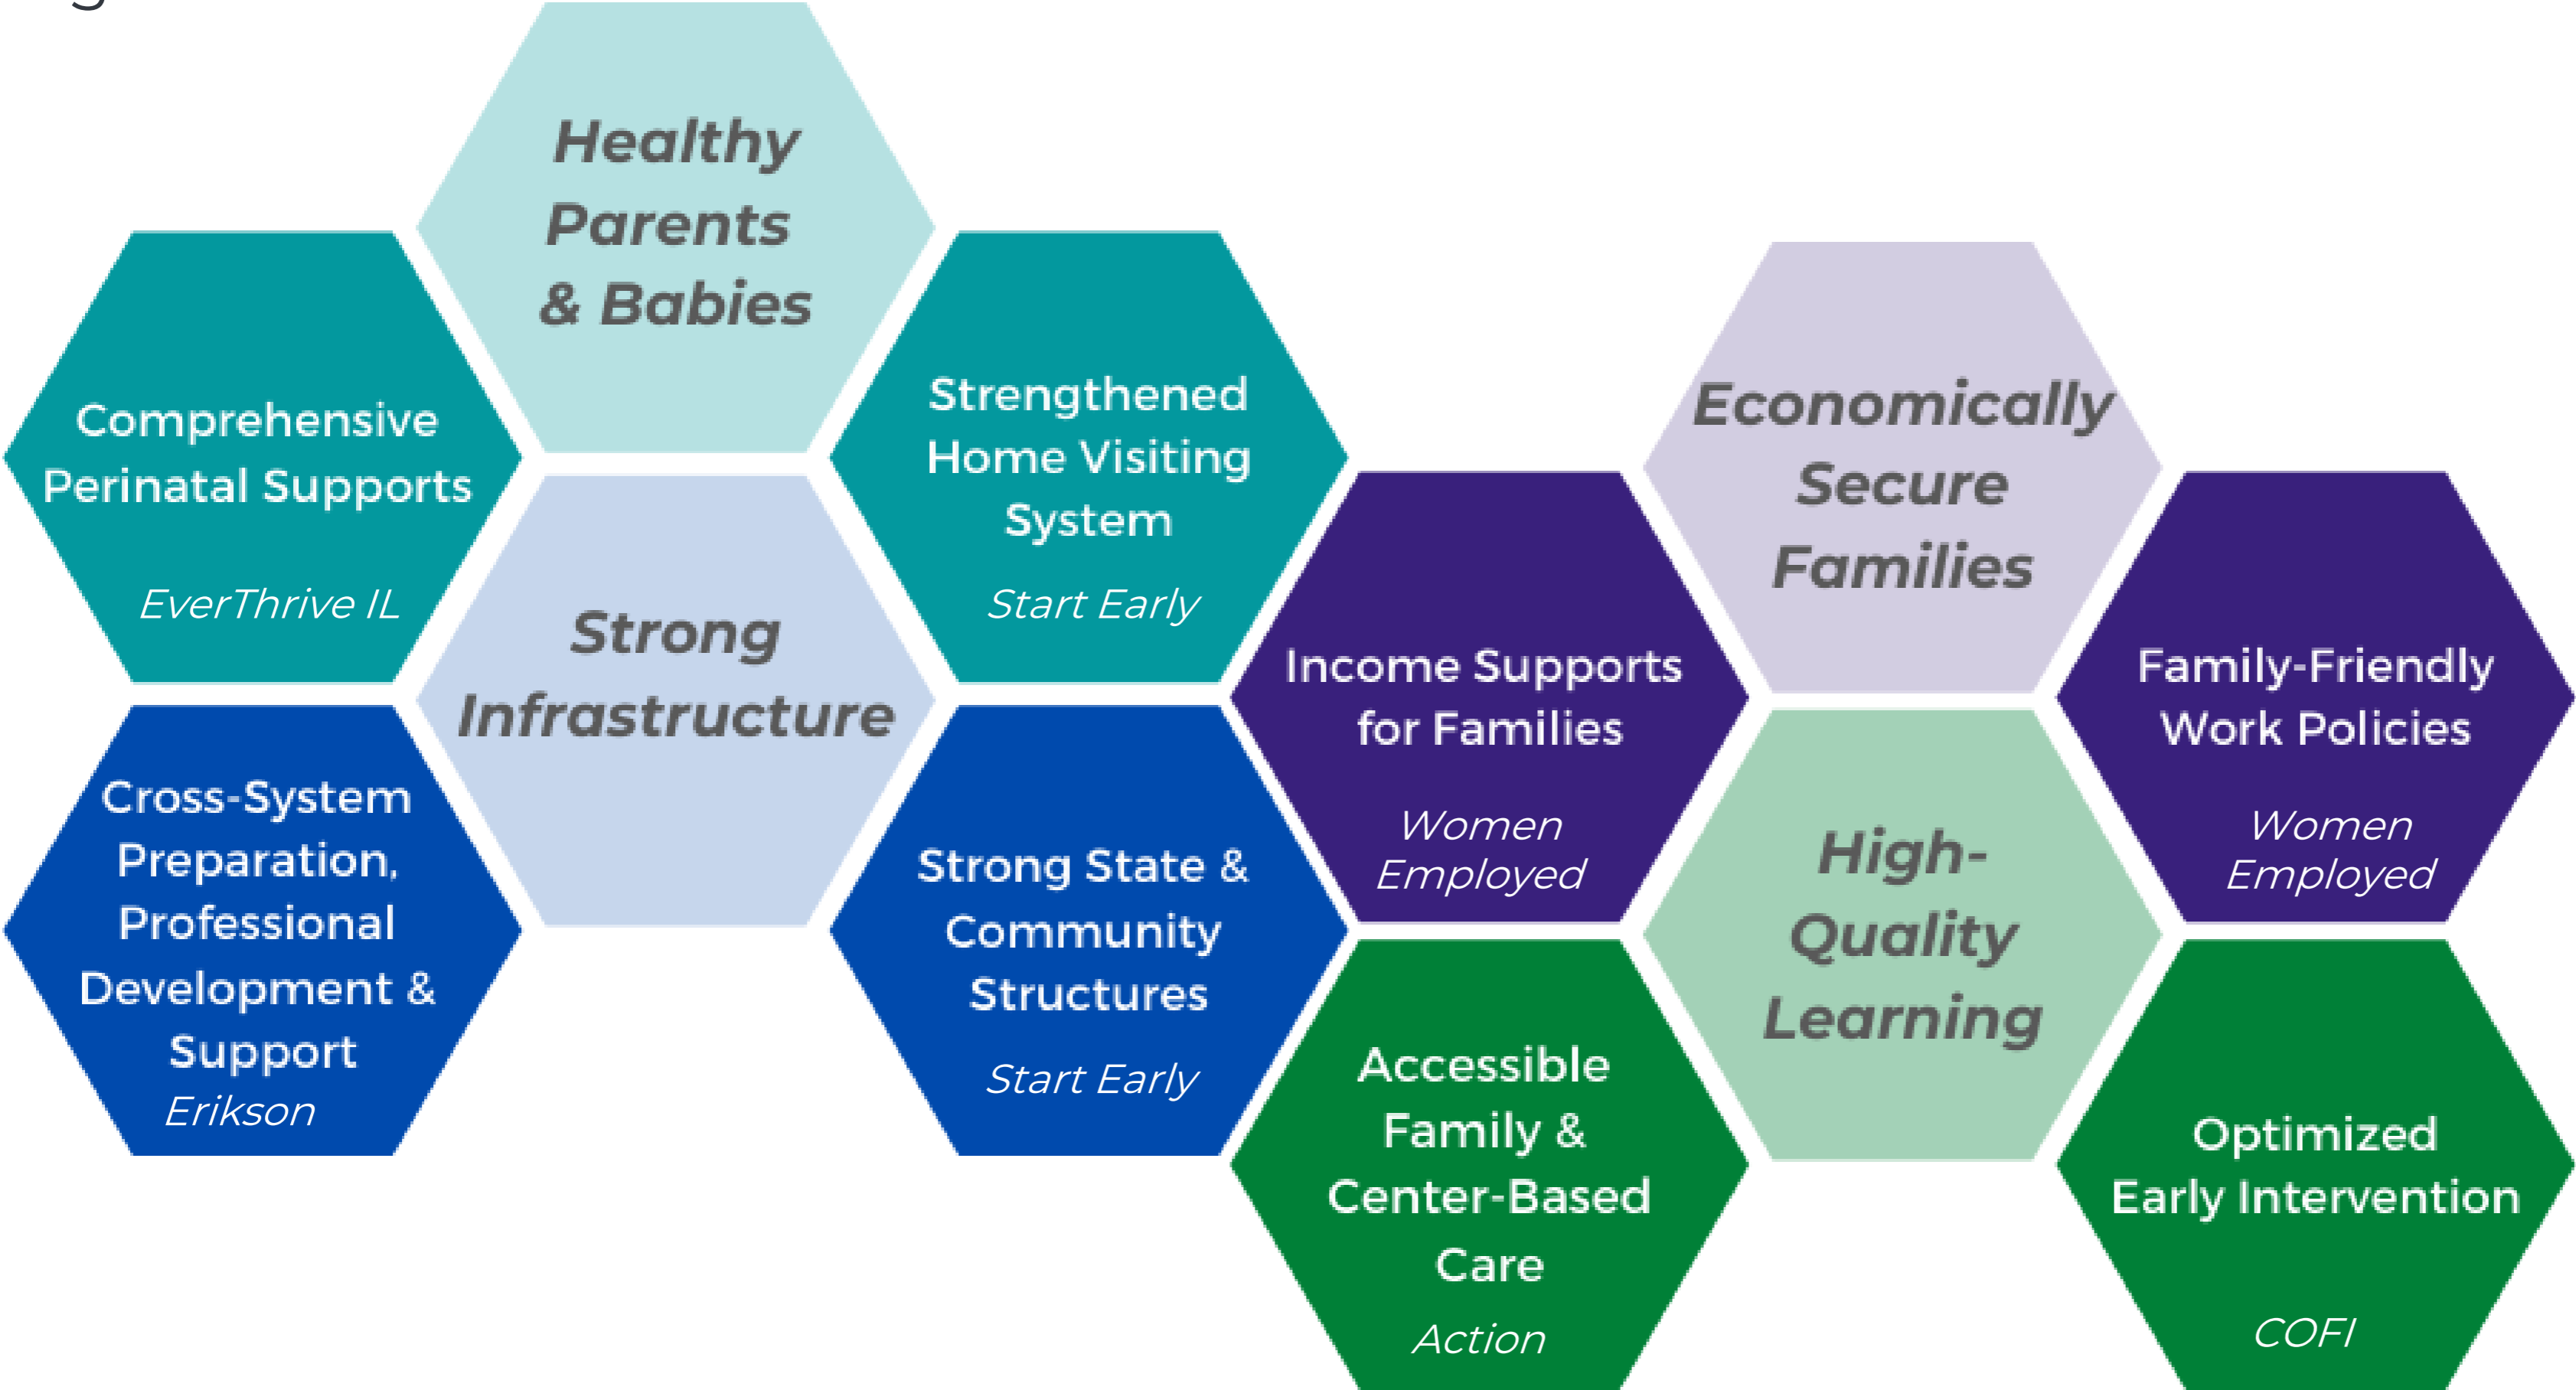 Healthy
Parents
& Babies
Comprehensive
Perinatal Supports
EverThrive IL
Strengthened
Home Visiting
System
Start Early
Strong
Infrastructure
Cross-System
Preparation,
Professional
Development &
Support
Erikson
Strong State &
Community
Structures
Start Early
Economically
Secure
Families
Income Supports
for Families
Women
Employed
Family-Friendly
Work Policies
Women
Employed
High-
Quality
Learning
Accessible
Family &
Center-Based
Care
Action
Optimized
Early Intervention
COFI